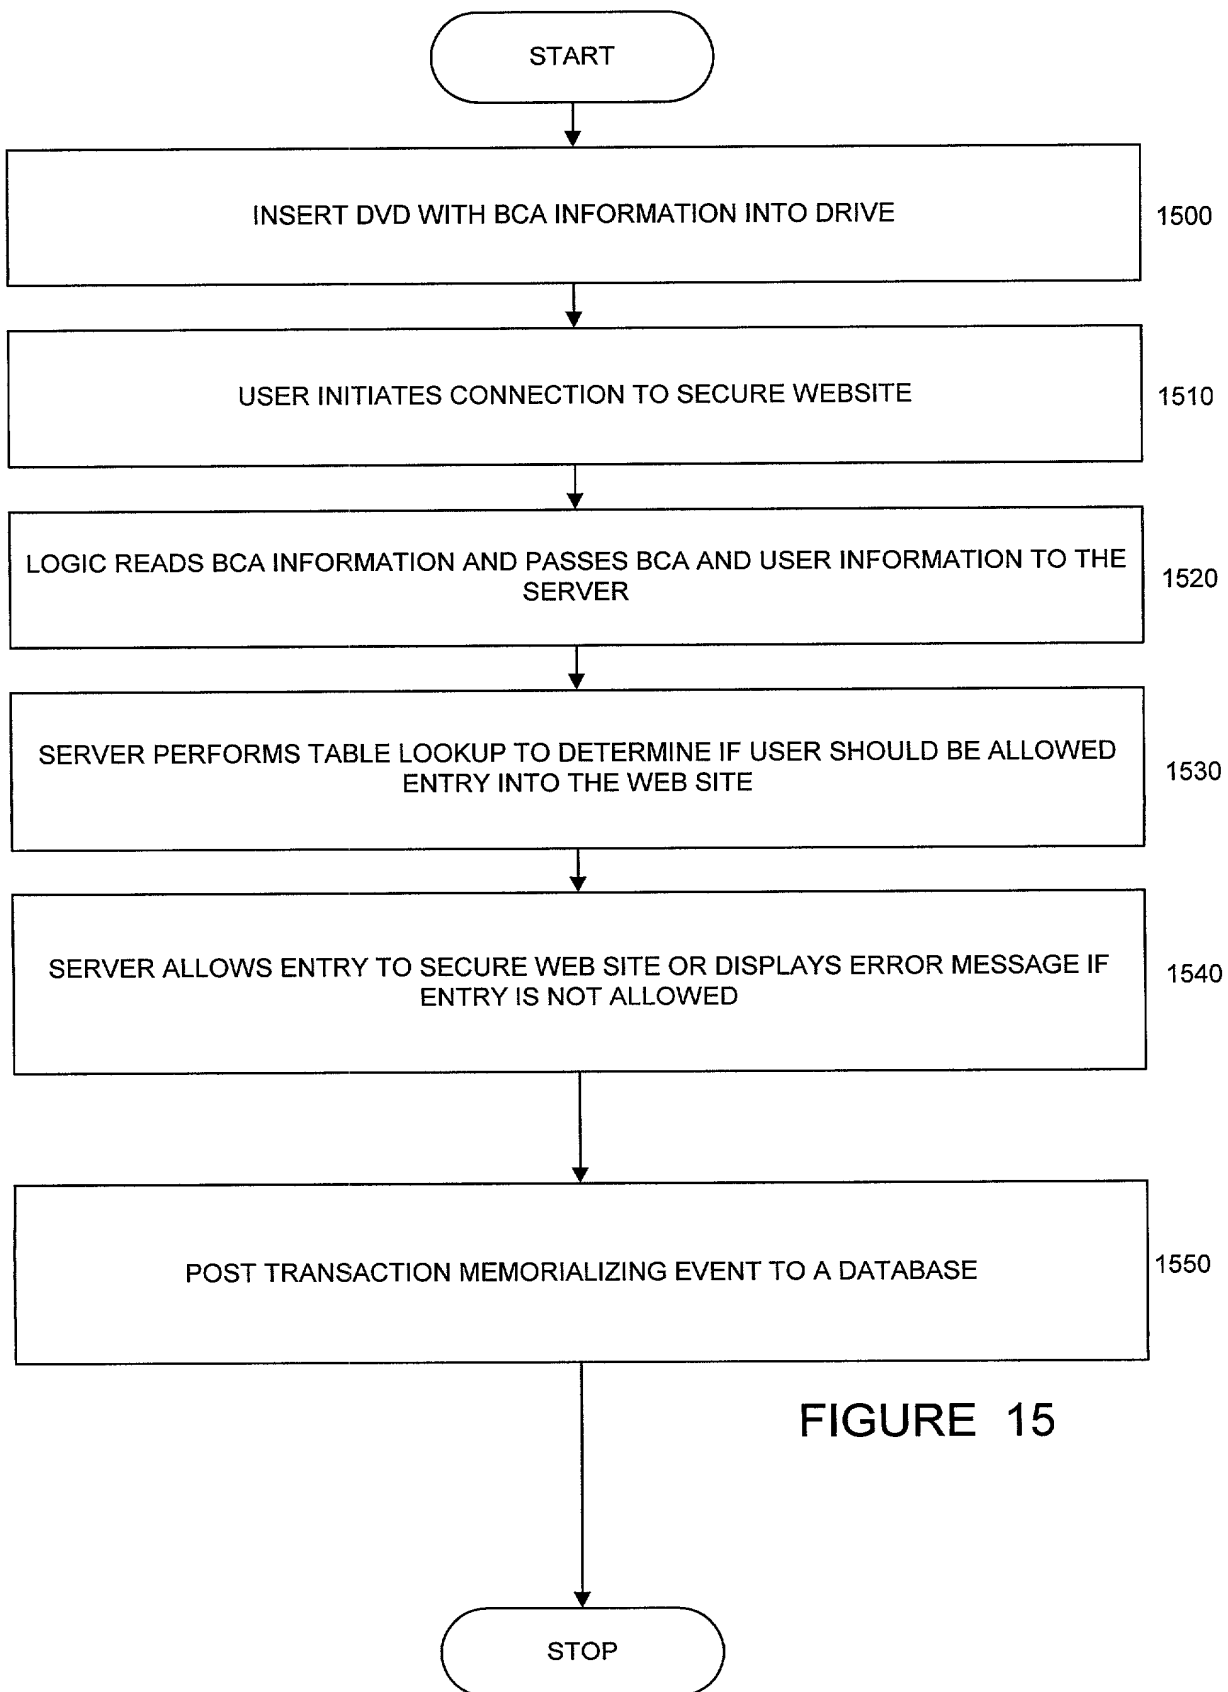 START
INSERT DVD WITH BCA INFORMATION INTO DRIVE
1500
USER INITIATES CONNECTION TO SECURE WEBSITE
1510
LOGIC READS BCA INFORMATION AND PASSES BCA AND USER INFORMATION TO THE
SERVER
1520
SERVER PERFORMS TABLE LOOKUP TO DETERMINE IF USER SHOULD BE ALLOWED
ENTRY INTO THE WEB SITE
1530
SERVER ALLOWS ENTRY TO SECURE WEB SITE OR DISPLAYS ERROR MESSAGE IF
ENTRY IS NOT ALLOWED
1540
POST TRANSACTION MEMORIALIZING EVENT TO A DATABASE
1550
FIGURE 15
STOP